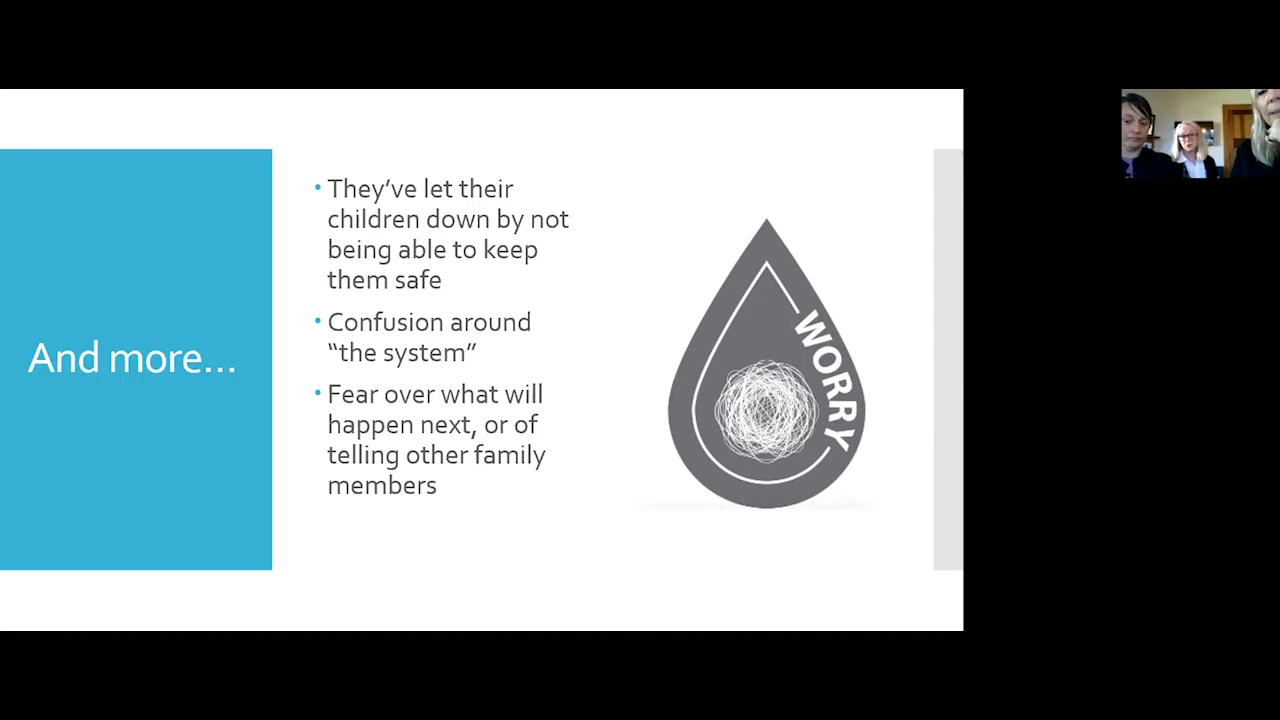 And more…
• They’ve let their
children down by not
being able to keep
them safe
• Confusion around
“the system”
• Fear over what will
happen next, or of
telling other family
members
WORRY